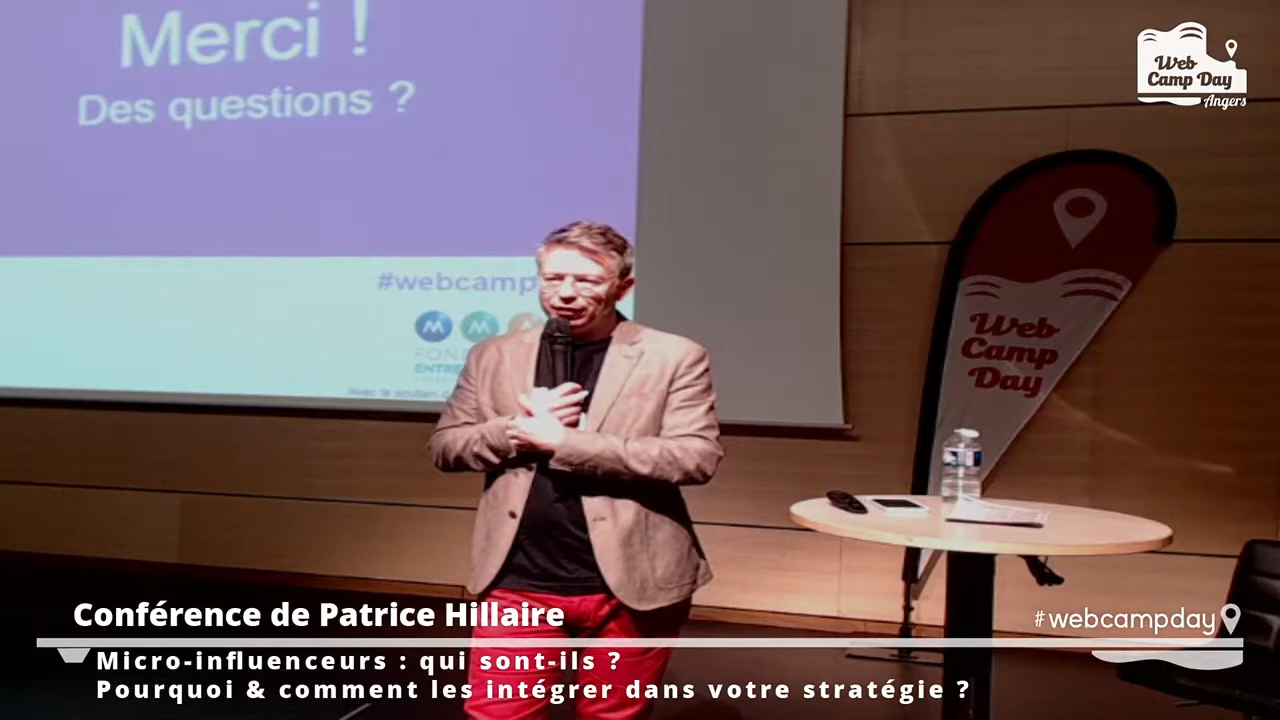 Merci !
Des questions ?
#webcamp
Web
Camp Day
Angers
Web
Camp
Day
Conférence de Patrice Hillaire
#webcampday
Micro-influenceurs : qui sont-ils ?
Pourquoi & comment les intégrer dans votre stratégie ?